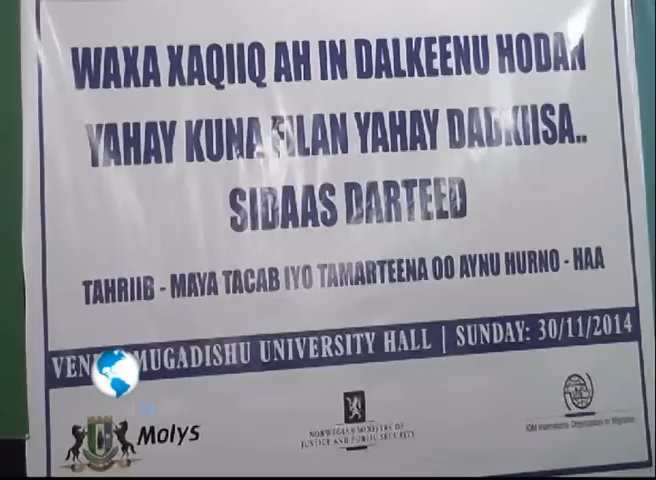 WAXA XAQIIQ AH IN DALKEENU HODAN
YAHAY KUNA FILAN YAHAY DADKIISA..
SIDAAS DARTEED
TAHRIIB - MAYA TACAB IYO TAMARTEENA OO AYNU HURNO - HAA
MUGADISHU UNIVERSITY HALL | SUNDAY: 30/11/2014
Molys
NORWEGIAN MINISTRY OF
JUSTICE AND PUBLIC SECURITY
IOM International Organization for Migration